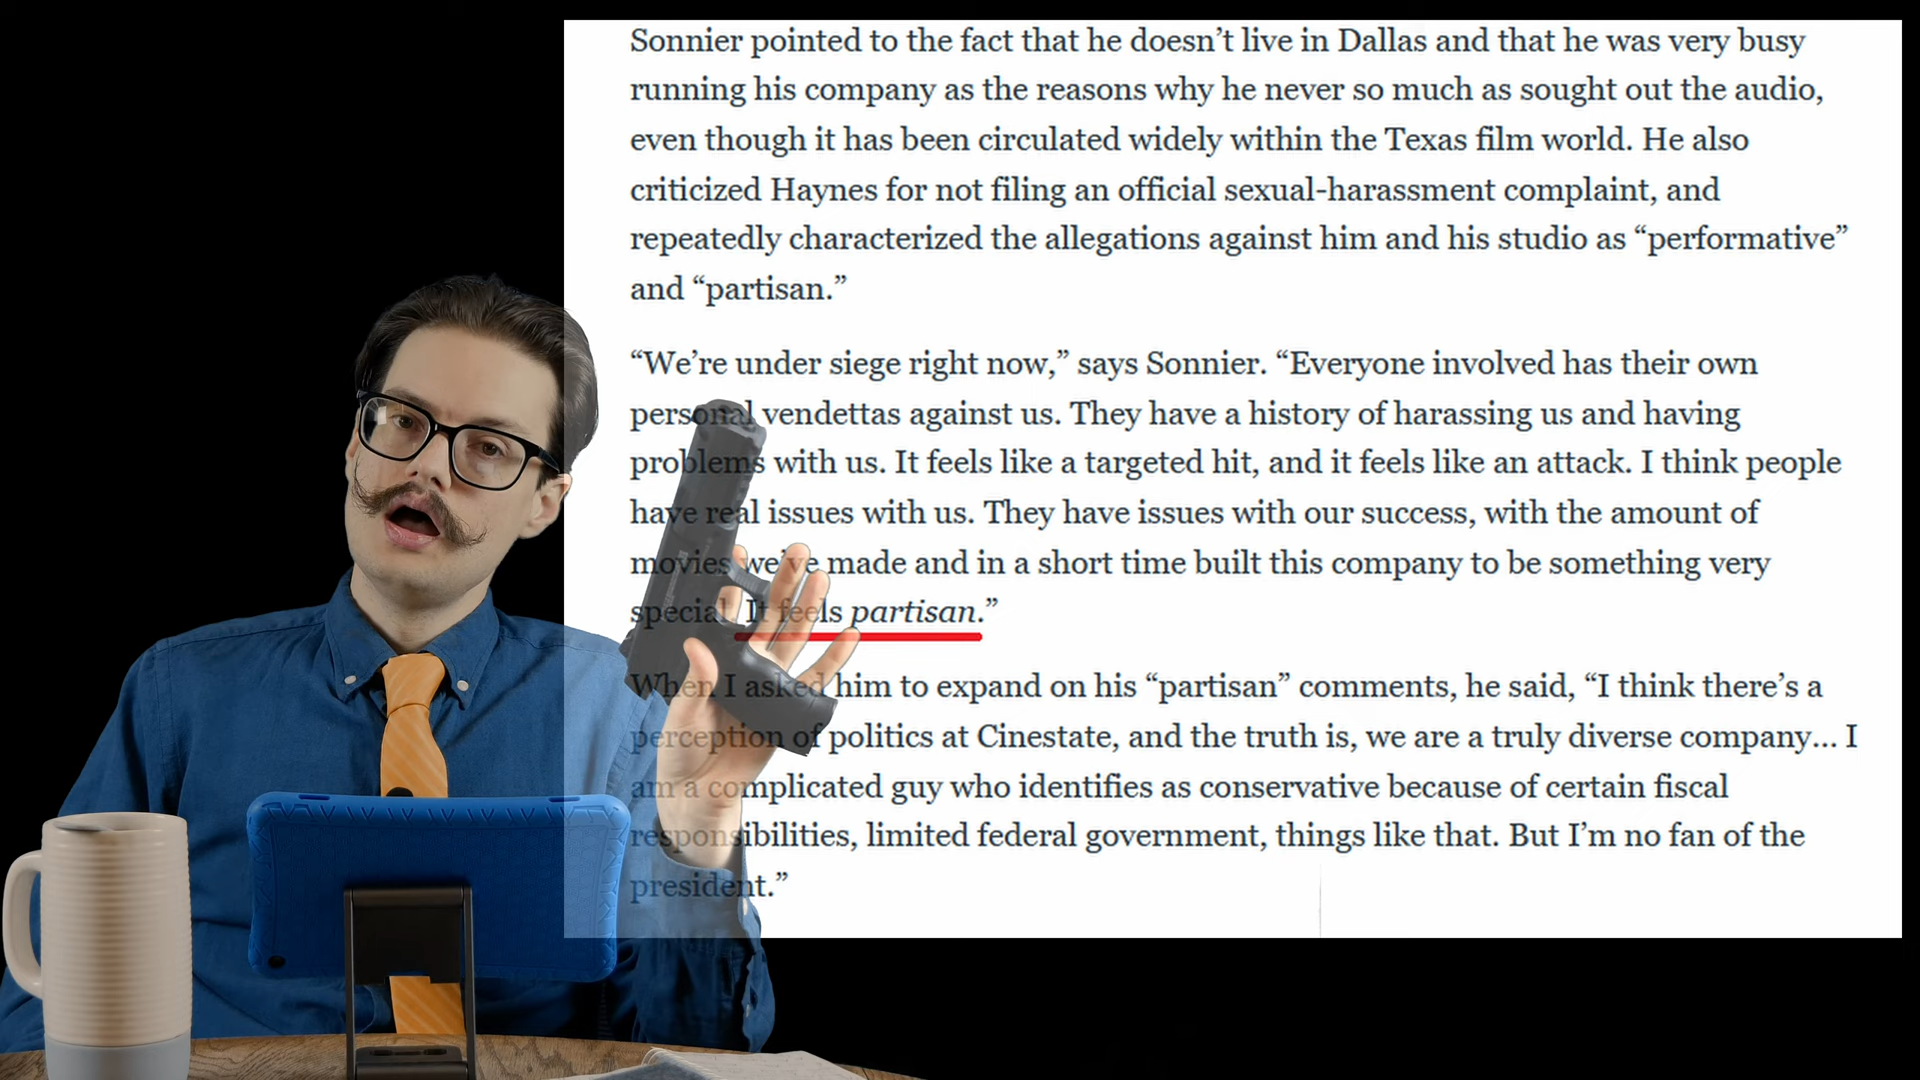 Sonnier pointed to the fact that he doesn’t live in Dallas and that he was very busy
running his company as the reasons why he never so much as sought out the audio,
even though it has been circulated widely within the Texas film world. He also
criticized Haynes for not filing an official sexual-harassment complaint, and
repeatedly characterized the allegations against him and his studio as “performative”
and “partisan.”
“We’re under siege right now,” says Sonnier. “Everyone involved has their own
personal vendettas against us. They have a history of harassing us and having
problems with us. It feels like a targeted hit, and it feels like an attack. I think people
have real issues with us. They have issues with our success, with the amount of
movies we’ve made and in a short time built this company to be something very
special. It feels partisan.”
When I asked him to expand on his “partisan” comments, he said, “I think there’s a
perception of politics at Cinestate, and the truth is, we are a truly diverse company... I
am a complicated guy who identifies as conservative because of certain fiscal
responsibilities, limited federal government, things like that. But I’m no fan of the
president.”